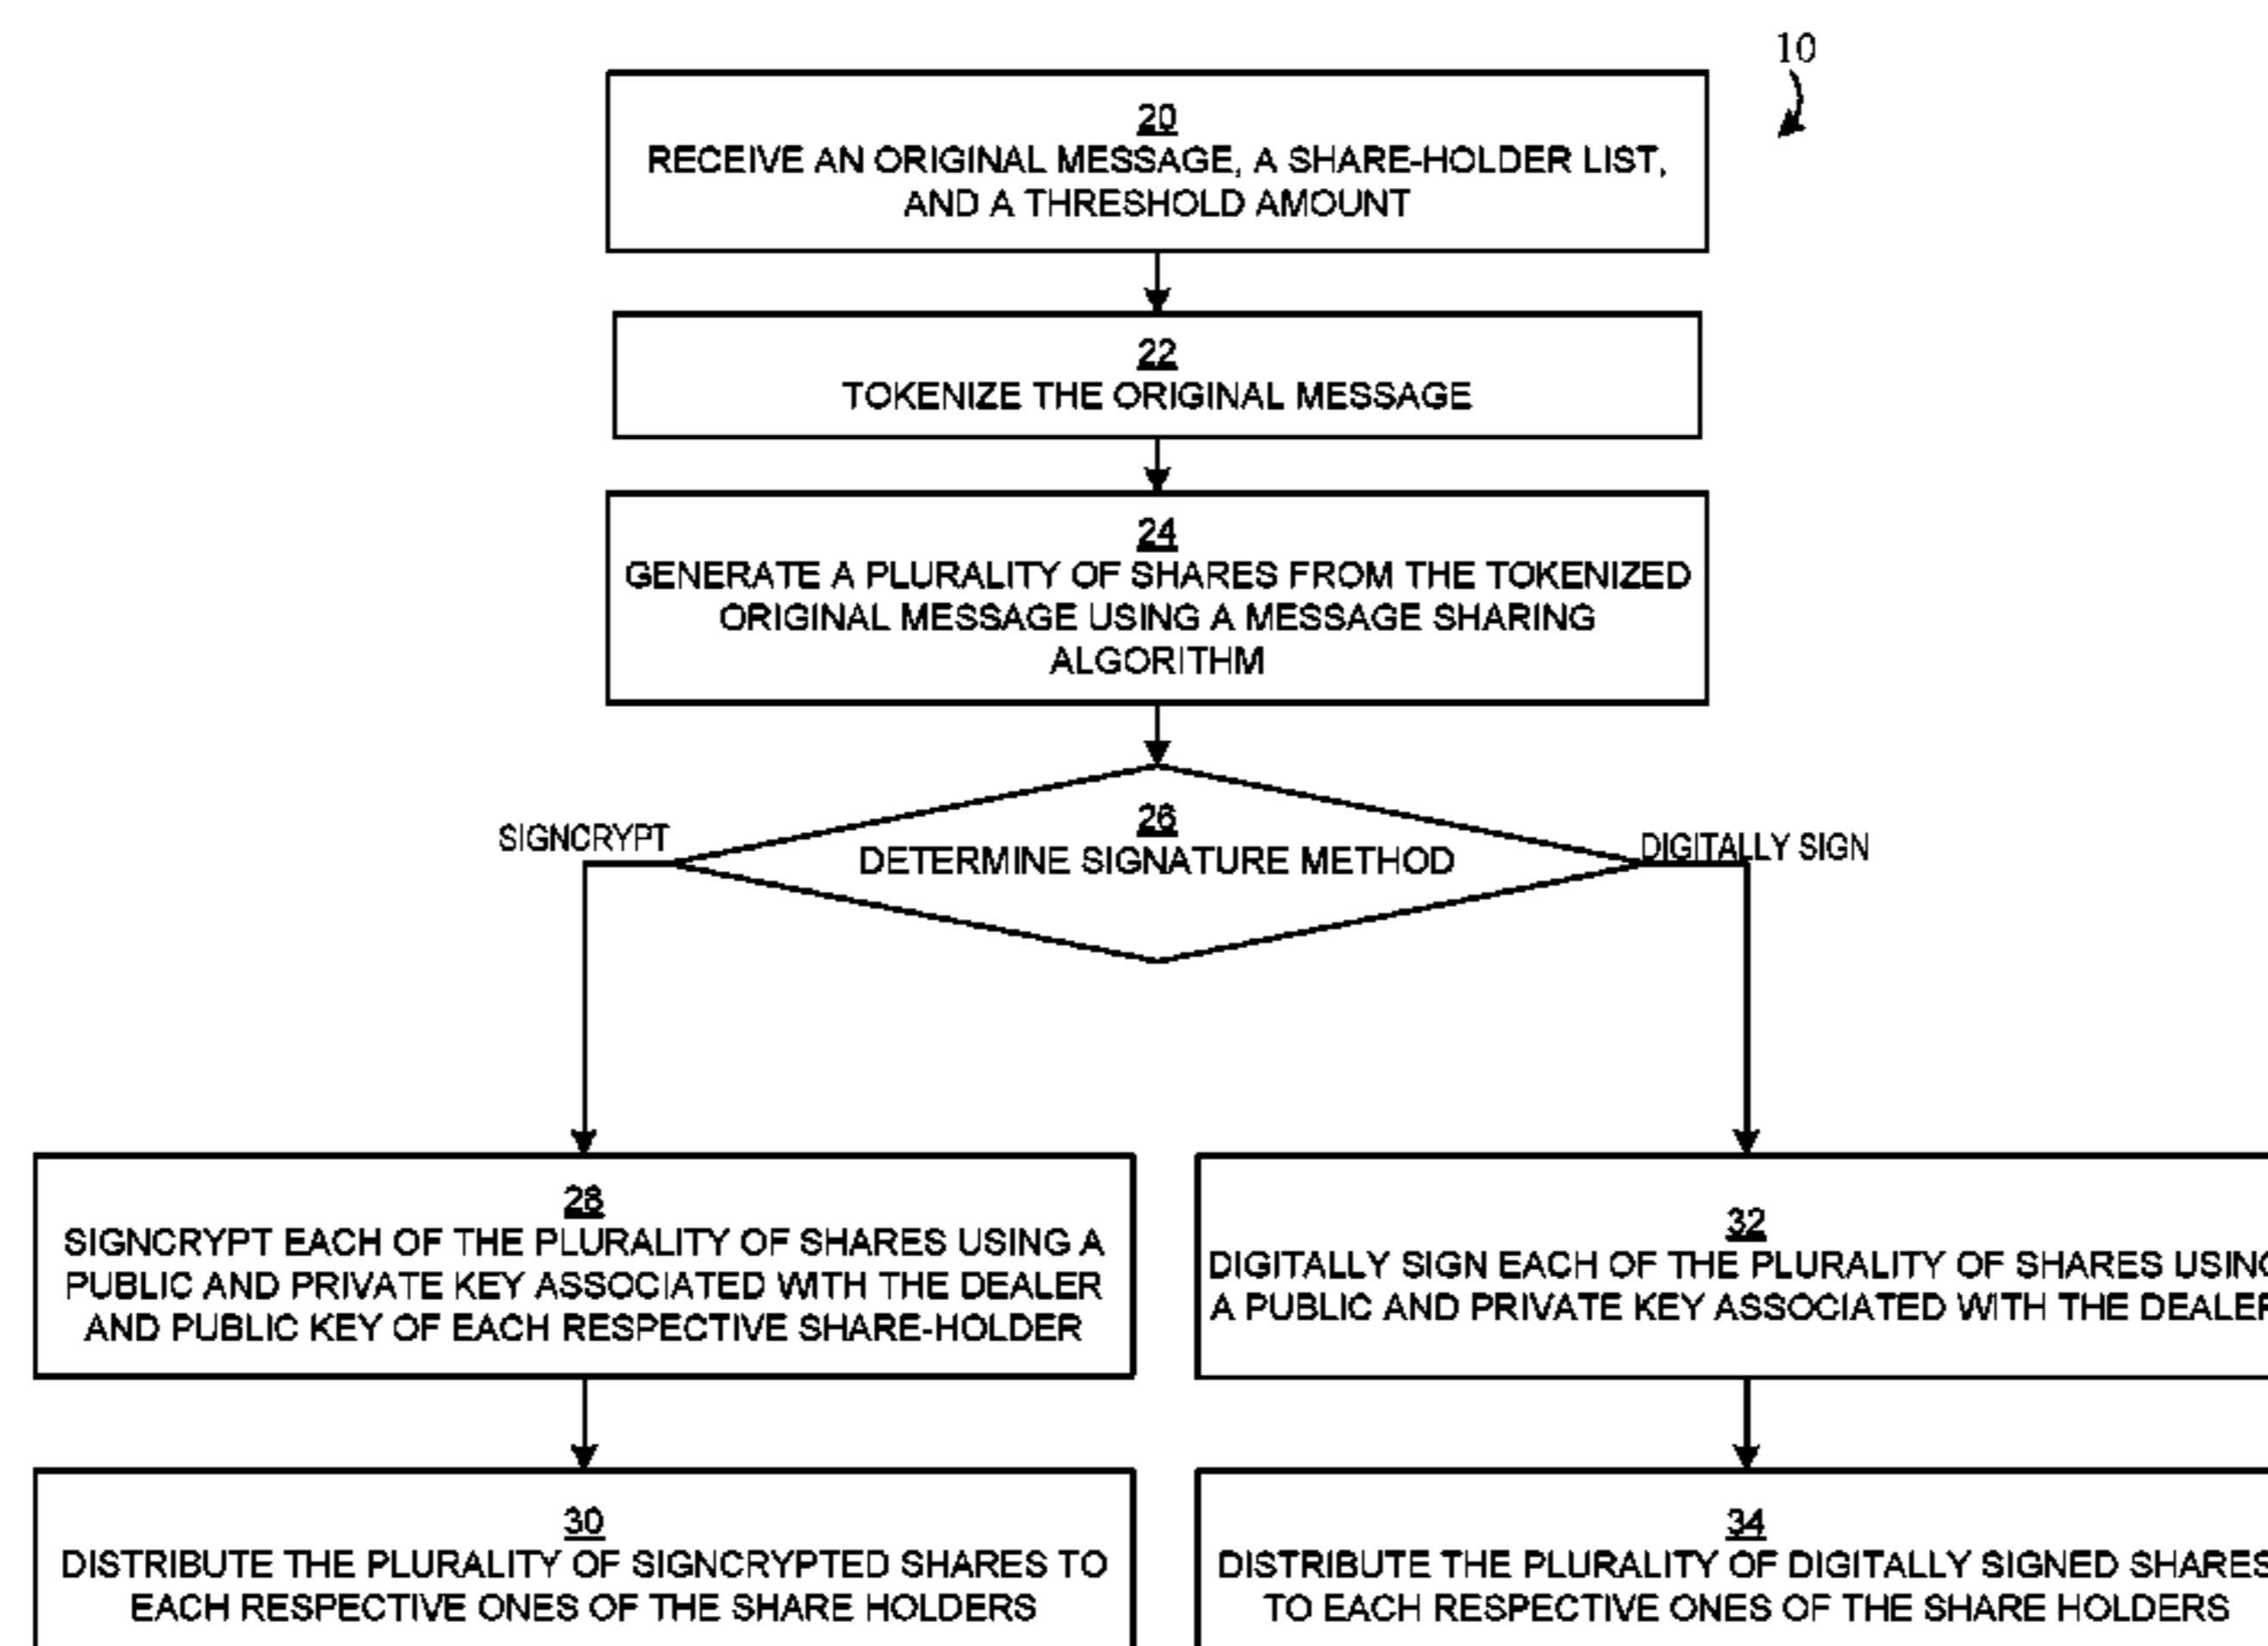 10
20
RECEIVE AN ORIGINAL MESSAGE, A SHARE-HOLDER LIST,
AND A THRESHOLD AMOUNT
22
TOKENIZE THE ORIGINAL MESSAGE
24
GENERATE A PLURALITY OF SHARES FROM THE TOKENIZED
ORIGINAL MESSAGE USING A MESSAGE SHARING
ALGORITHM
SIGNCRYPT
26
DETERMINE SIGNATURE METHOD
DIGITALLY SIGN
28
SIGNCRYPT EACH OF THE PLURALITY OF SHARES USING A
PUBLIC AND PRIVATE KEY ASSOCIATED WITH THE DEALER
AND PUBLIC KEY OF EACH RESPECTIVE SHARE-HOLDER
32
DIGITALLY SIGN EACH OF THE PLURALITY OF SHARES USING
A PUBLIC AND PRIVATE KEY ASSOCIATED WITH THE DEALER
30
DISTRIBUTE THE PLURALITY OF SIGNCRYPTED SHARES TO
EACH RESPECTIVE ONES OF THE SHARE HOLDERS
34
DISTRIBUTE THE PLURALITY OF DIGITALLY SIGNED SHARES
TO EACH RESPECTIVE ONES OF THE SHARE HOLDERS